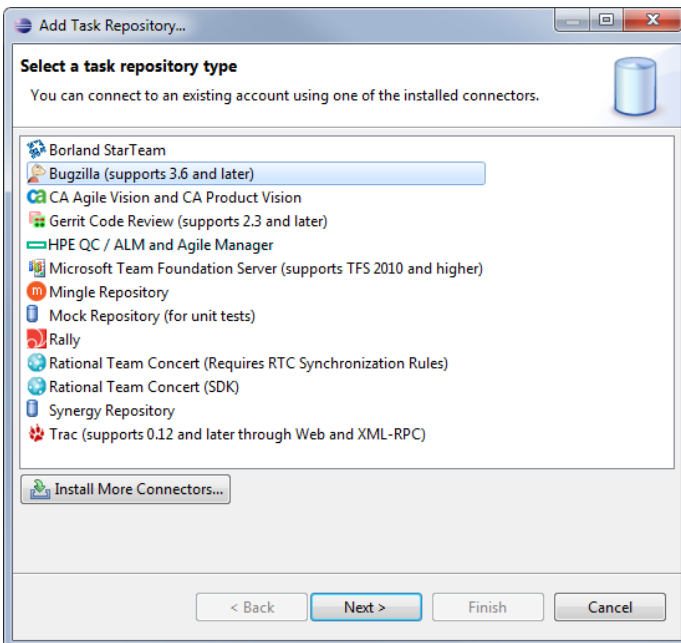 Add Task Repository...
Select a task repository type
You can connect to an existing account using one of the installed connectors.
Borland StarTeam
Bugzilla (supports 3.6 and later)
CA Agile Vision and CA Product Vision
Gerrit Code Review (supports 2.3 and later)
HPE QC / ALM and Agile Manager
Microsoft Team Foundation Server (supports TFS 2010 and higher)
Mingle Repository
Mock Repository (for unit tests)
Rally
Rational Team Concert (Requires RTC Synchronization Rules)
Rational Team Concert (SDK)
Synergy Repository
Trac (supports 0.12 and later through Web and XML-RPC)
Install More Connectors...
< Back Next > Finish Cancel